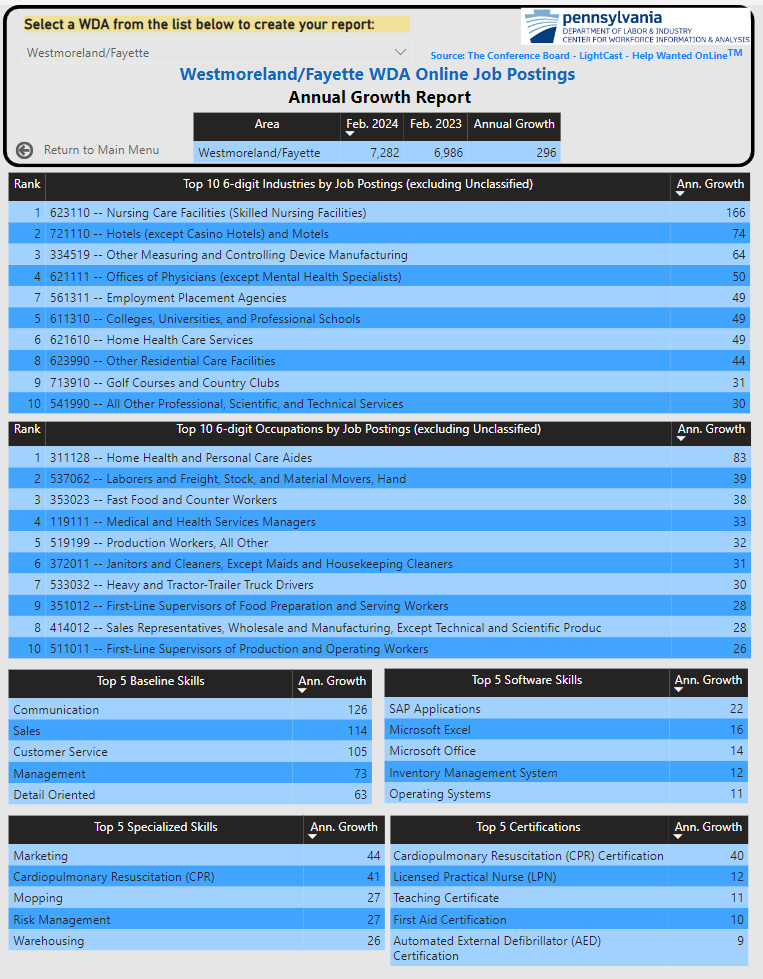 Select a WDA from the list below to create your report:
Westmoreland/Fayette
pennsylvania
DEPARTMENT OF LABOR & INDUSTRY
CENTER FOR WORKFORCE INFORMATION & ANALYSIS
Source: The Conference Board - LightCast - Help Wanted OnLine™
Westmoreland/Fayette WDA Online Job Postings
Annual Growth Report
Area Feb. 2024 Feb. 2023 Annual Growth
Westmoreland/Fayette 7,282 6,986 296
Return to Main Menu
Rank Top 10 6-digit Industries by Job Postings (excluding Unclassified) Ann. Growth
1 623110 -- Nursing Care Facilities (Skilled Nursing Facilities) 166
2 721110 -- Hotels (except Casino Hotels) and Motels 74
3 334519 -- Other Measuring and Controlling Device Manufacturing 64
4 621111 -- Offices of Physicians (except Mental Health Specialists) 50
7 561311 -- Employment Placement Agencies 49
5 611310 -- Colleges, Universities, and Professional Schools 49
6 621610 -- Home Health Care Services 49
8 623990 -- Other Residential Care Facilities 44
9 713910 -- Golf Courses and Country Clubs 31
10 541990 -- All Other Professional, Scientific, and Technical Services 30
Rank Top 10 6-digit Occupations by Job Postings (excluding Unclassified) Ann. Growth
1 311128 -- Home Health and Personal Care Aides 83
2 537062 -- Laborers and Freight, Stock, and Material Movers, Hand 39
3 353023 -- Fast Food and Counter Workers 38
4 119111 -- Medical and Health Services Managers 33
5 519199 -- Production Workers, All Other 32
6 372011 -- Janitors and Cleaners, Except Maids and Housekeeping Cleaners 31
7 533032 -- Heavy and Tractor-Trailer Truck Drivers 30
9 351012 -- First-Line Supervisors of Food Preparation and Serving Workers 28
8 414012 -- Sales Representatives, Wholesale and Manufacturing, Except Technical and Scientific Produc 28
10 511011 -- First-Line Supervisors of Production and Operating Workers 26
Top 5 Baseline Skills Ann. Growth
Communication 126
Sales 114
Customer Service 105
Management 73
Detail Oriented 63
Top 5 Software Skills Ann. Growth
SAP Applications 22
Microsoft Excel 16
Microsoft Office 14
Inventory Management System 12
Operating Systems 11
Top 5 Specialized Skills Ann. Growth
Marketing 44
Cardiopulmonary Resuscitation (CPR) 41
Mopping 27
Risk Management 27
Warehousing 26
Top 5 Certifications Ann. Growth
Cardiopulmonary Resuscitation (CPR) Certification 40
Licensed Practical Nurse (LPN) 12
Teaching Certificate 11
First Aid Certification 10
Automated External Defibrillator (AED) 9
Certification